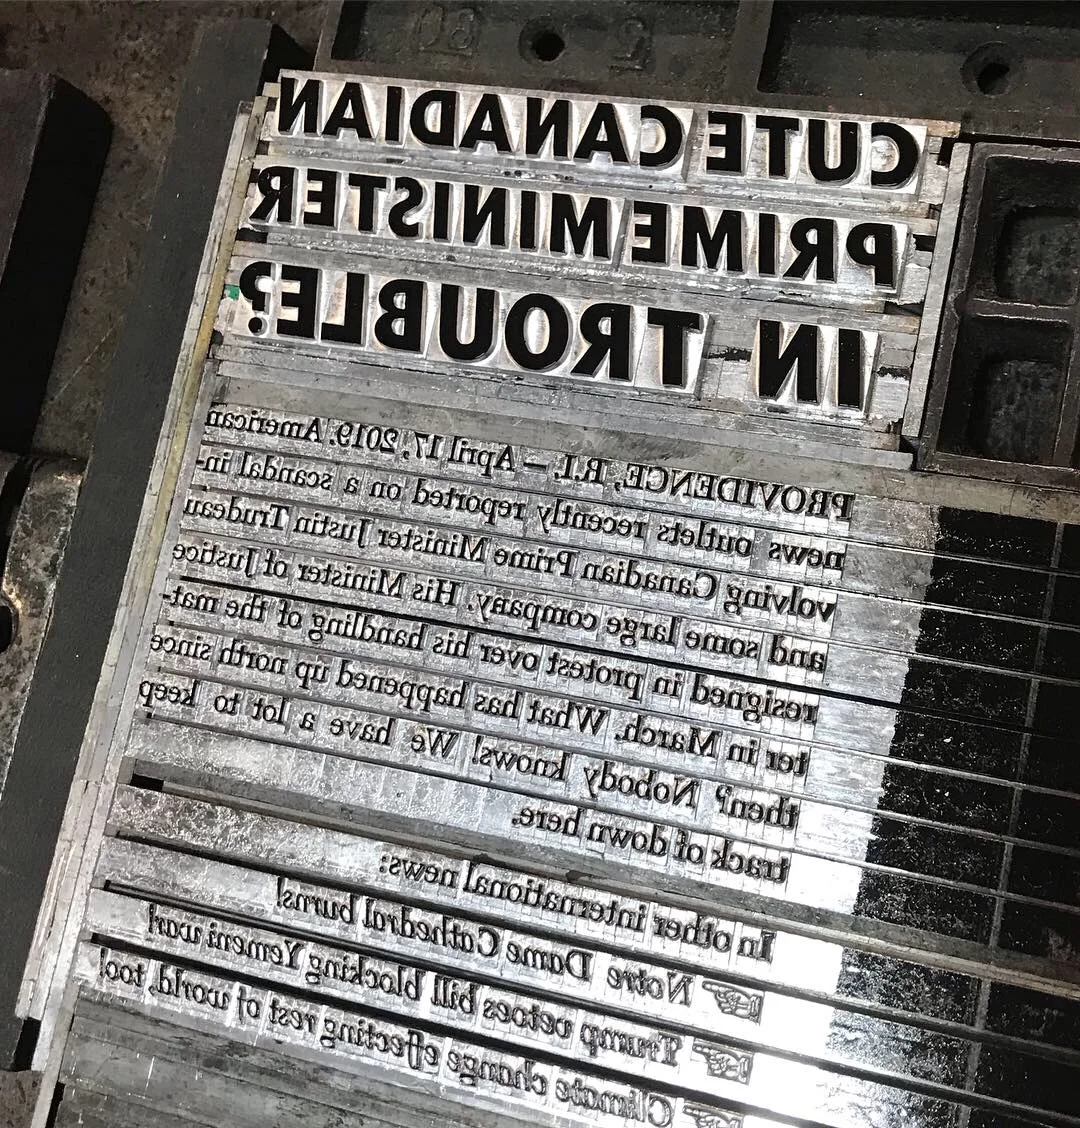 CUTE CANADIAN
PRIME MINISTER
IN TROUBLE?
PROVIDENCE, R.I. — April 17, 2019. American
news outlets recently reported on a scandal in-
volving Canadian Prime Minister Justin Trudeau
and some large company. His Minister of Justice
resigned in protest over his handling of the mat-
ter in March. What has happened up north since
then? Nobody knows! We have a lot to keep
track of down here.
In other international news:
☞ Notre Dame Cathedral burns!
☞ Trump vetoes bill blocking Yemeni war!
☞ Climate change effecting rest of world, too!